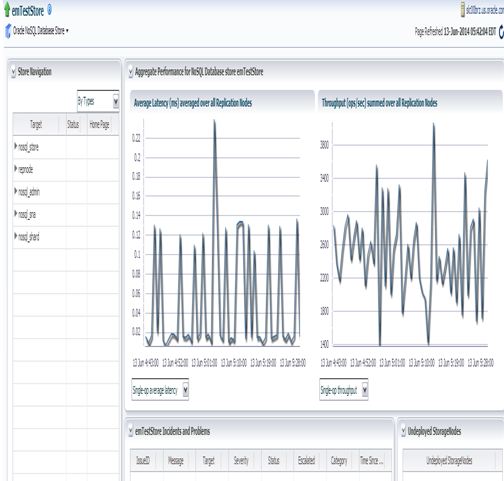 emTestStore
Oracle NoSQL Database Store
Page Refreshed 13-Jun-2014 05:42:04 EDT
Store Navigation
By Types
Target Status Home Page
nosql_store
repnode
nosql_admin
nosql_sna
nosql_shard
Aggregate Performance for NoSQL Database store emTestStore
Average Latency (ms) averaged over all Replication Nodes
0.22
0.2
0.18
0.16
0.14
0.12
0.1
0.08
0.06
0.04
0.02
13 Jun 4:43:00 13 Jun 4:52:00 13 Jun 5:01:00 13 Jun 5:10:00 13 Jun 5:19:00 13 Jun 5:28:00
Single-op average latency
Throughput (ops/sec) summed over all Replication Nodes
3800
3400
3000
2600
2200
1800
1400
13 Jun 4:43:00 13 Jun 4:52:00 13 Jun 5:01:00 13 Jun 5:10:00 13 Jun 5:19:00 13 Jun 5:28:00
Single-op throughput
emTestStore Incidents and Problems
IssueID Message Target Severity Status Escalated Category Time Since ...
Undeployed StorageNodes
Undeployed StorageNodes